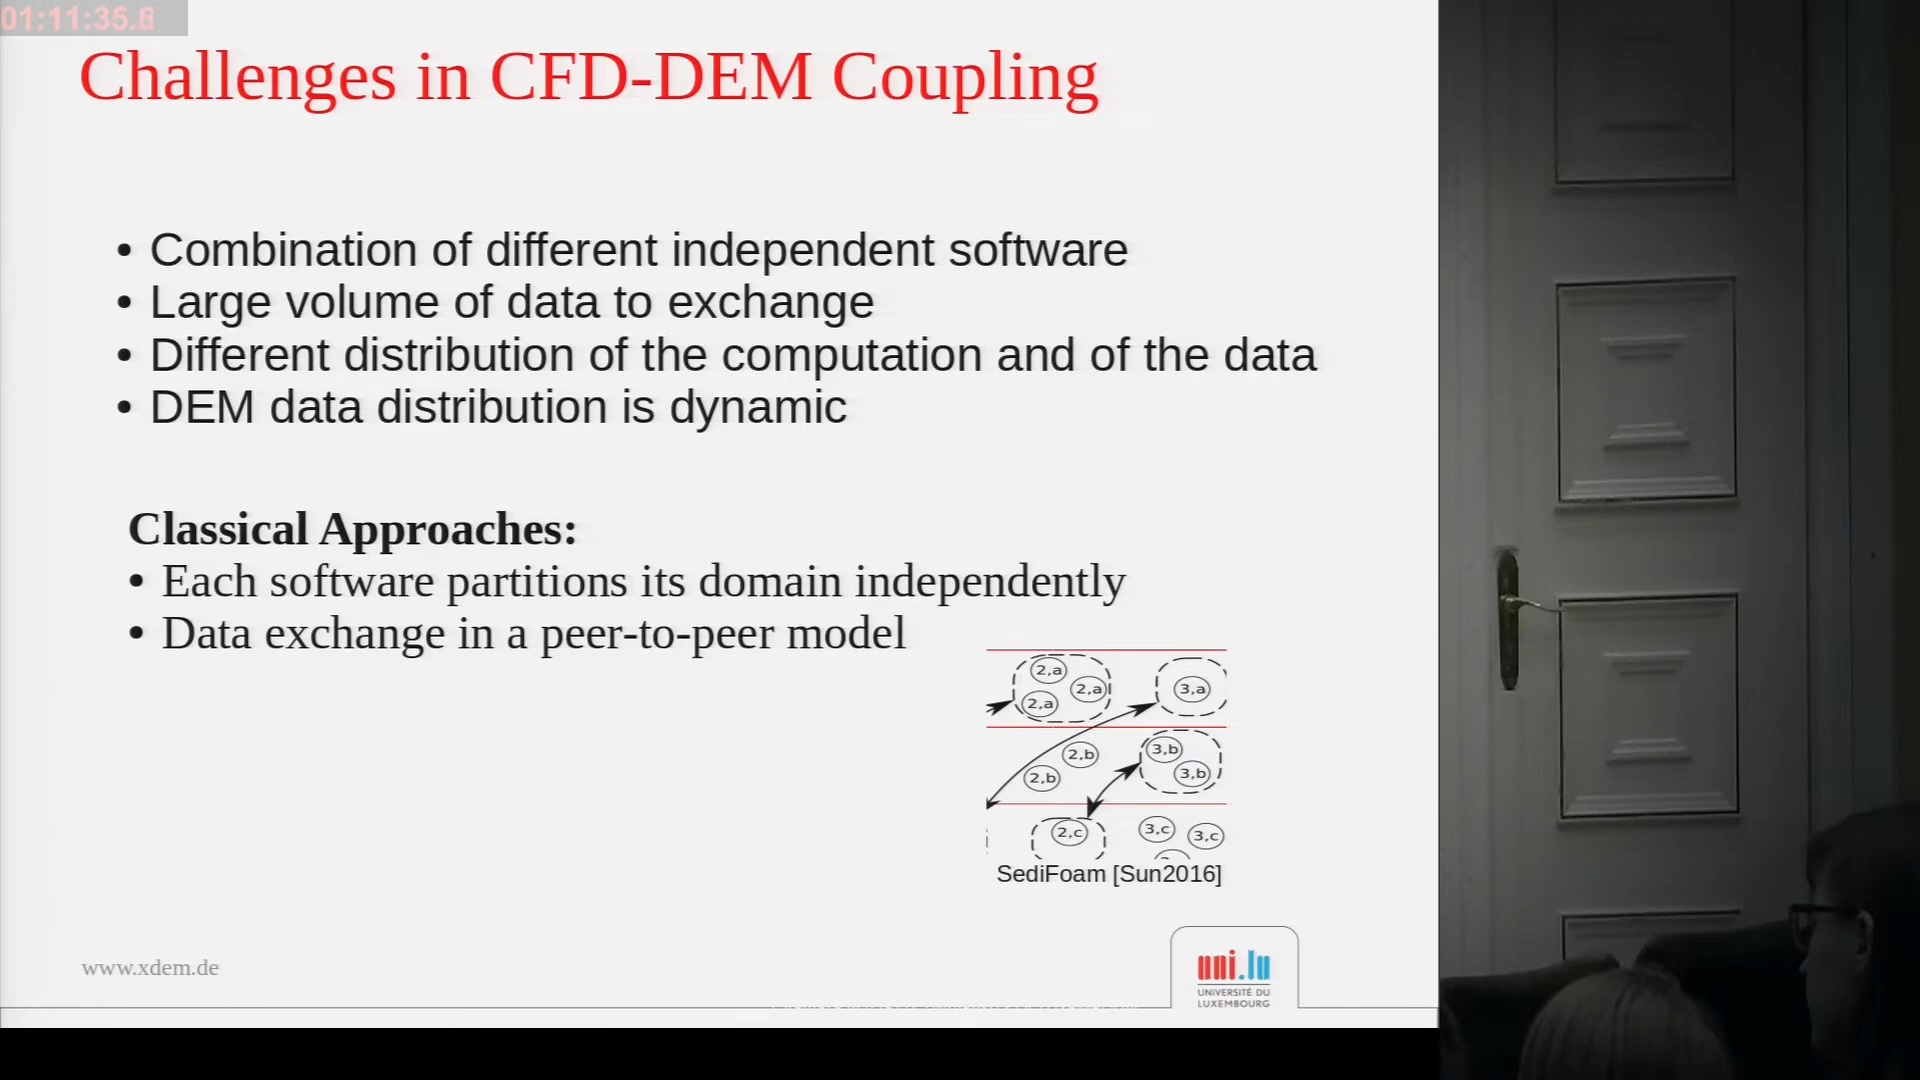 01:11:35.6
Challenges in CFD-DEM Coupling
• Combination of different independent software
• Large volume of data to exchange
• Different distribution of the computation and of the data
• DEM data distribution is dynamic
Classical Approaches:
• Each software partitions its domain independently
• Data exchange in a peer-to-peer model
2,a
2,a
2,a
3,a
2,b
2,b
3,b
3,b
2,c
3,c
3,c
SediFoam [Sun2016]
www.xdem.de
uni.lu
UNIVERSITÉ DU
LUXEMBOURG